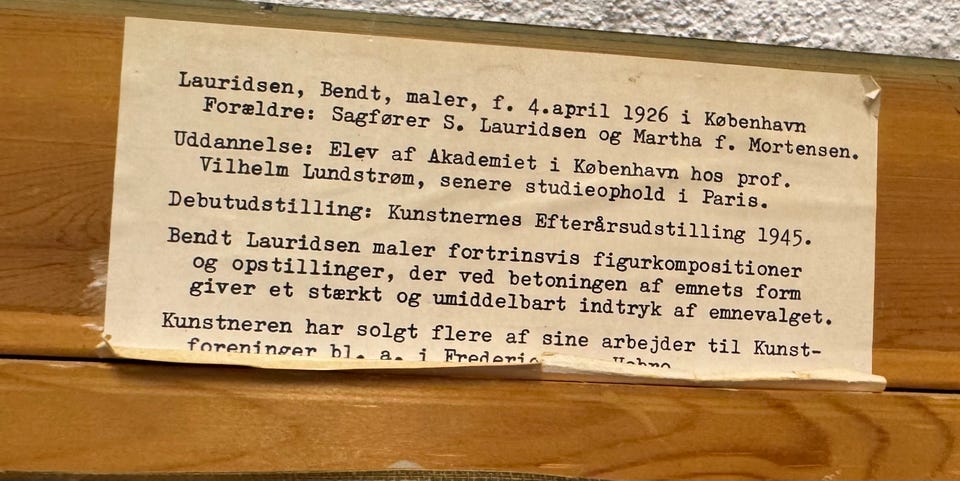 Lauridsen, Bendt, maler, f. 4.april 1926 i København
Forældre: Sagfører S. Lauridsen og Martha f. Mortensen.
Uddannelse: Elev af Akademiet i København hos prof.
Vilhelm Lundstrøm, senere studieophold i Paris.
Debutudstilling: Kunstnernes Efterårsudstilling 1945.
Bendt Lauridsen maler fortrinsvis figurkompositioner
og opstillinger, der ved betoningen af emnets form
giver et stærkt og umiddelbart indtryk af emnevalget.
Kunstneren har solgt flere af sine arbejder til Kunst-
foreninger bl. a. i